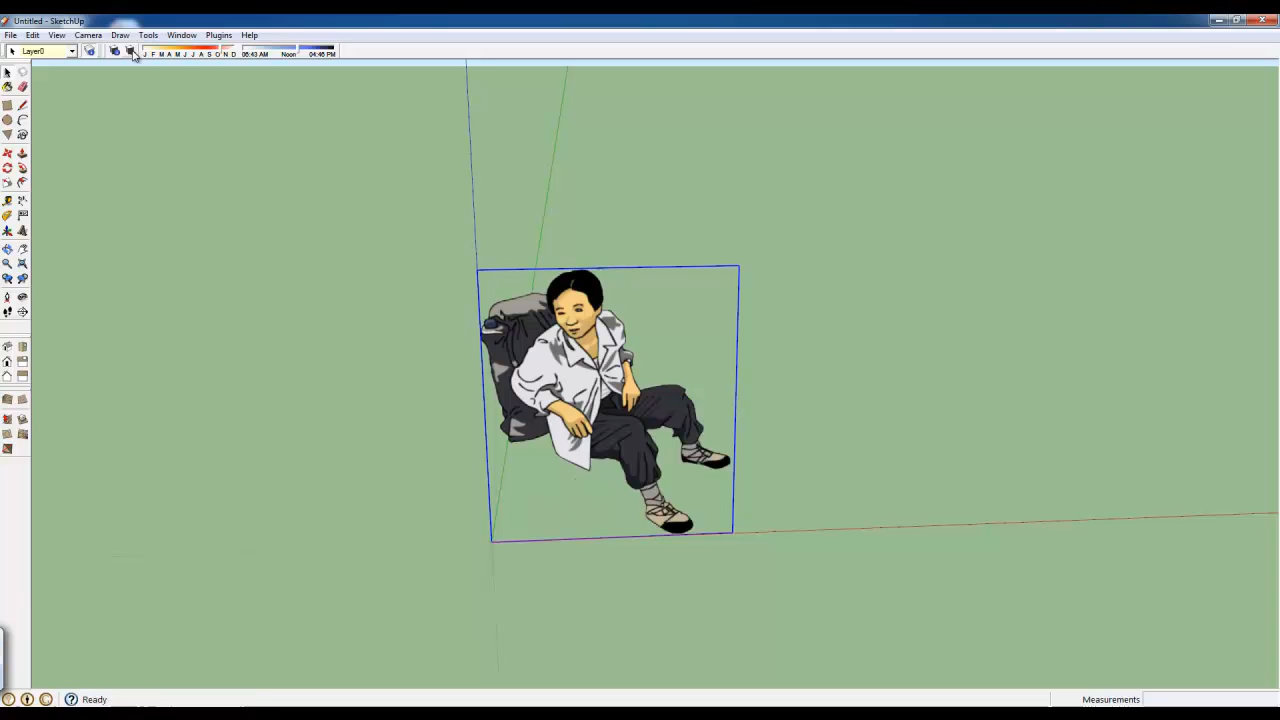 Untitled - SketchUp
File Edit View Camera Draw Tools Window Plugins Help
Layer0 J F M A M J J A S O N D 06:43 AM Noon 04:46 PM
Ready Measurements